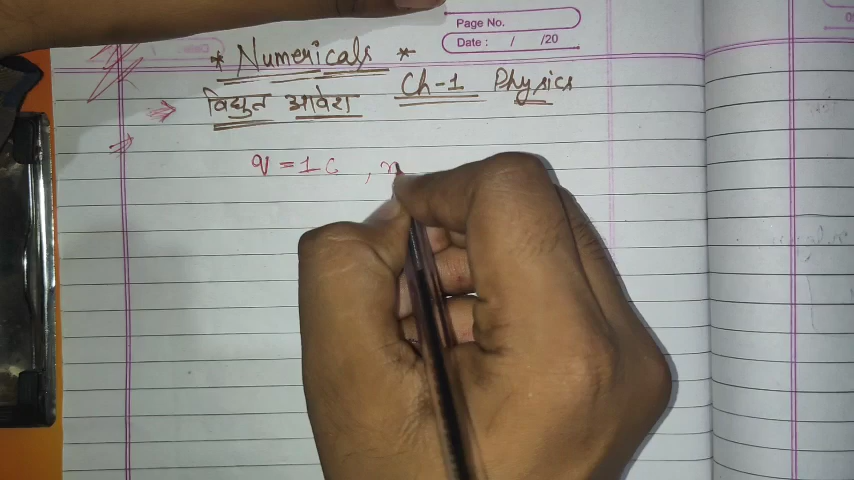 Page No.
Date : / /20
* Numericals *
विद्युत आवेश Ch-1 Physics
q = 1 C , n